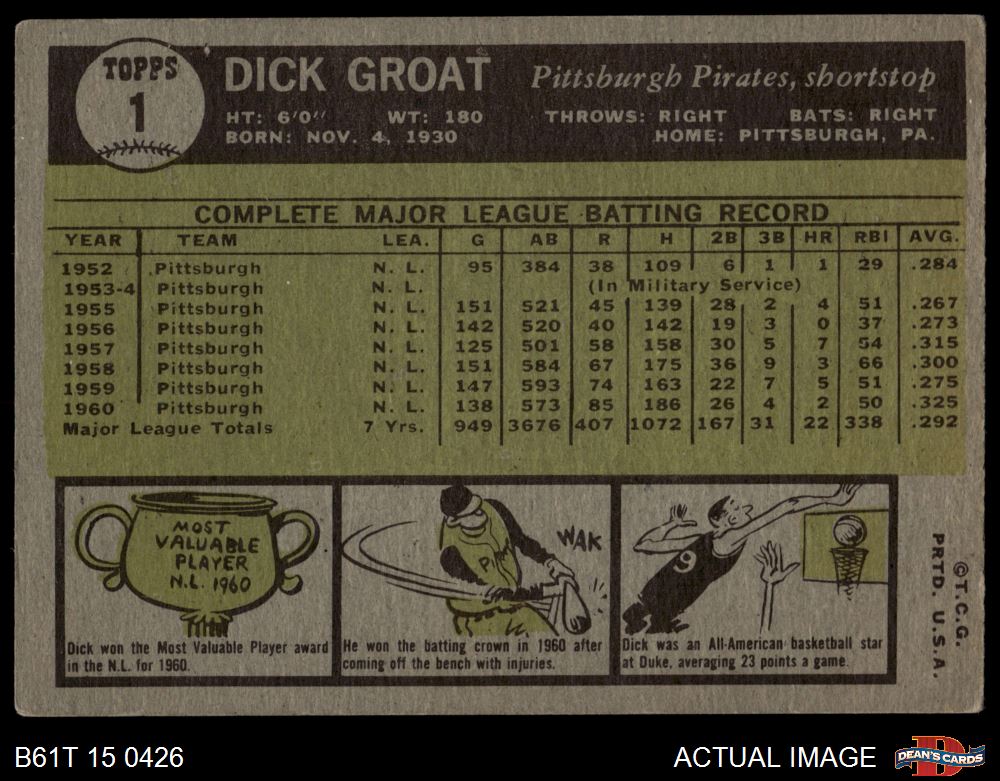 TOPPS
1
DICK GROAT
Pittsburgh Pirates, shortstop
HT: 6'0" WT: 180 THROWS: RIGHT BATS: RIGHT
BORN: NOV. 4, 1930 HOME: PITTSBURGH, PA.
COMPLETE MAJOR LEAGUE BATTING RECORD
YEAR TEAM LEA. G AB R H 2B 3B HR RBI AVG.
1952 Pittsburgh N. L. 95 384 38 109 6 1 1 29 .284
1953-4 Pittsburgh N. L. (In Military Service)
1955 Pittsburgh N. L. 151 521 45 139 28 2 4 51 .267
1956 Pittsburgh N. L. 142 520 40 142 19 3 0 37 .273
1957 Pittsburgh N. L. 125 501 58 158 30 5 7 54 .315
1958 Pittsburgh N. L. 151 584 67 175 36 9 3 66 .300
1959 Pittsburgh N. L. 147 593 74 163 22 7 5 51 .275
1960 Pittsburgh N. L. 138 573 85 186 26 4 2 50 .325
Major League Totals 7 Yrs. 949 3676 407 1072 167 31 22 338 .292
MOST
VALUABLE
PLAYER
N.L. 1960
Dick won the Most Valuable Player award
in the N.L. for 1960.
WAK
PI
He won the batting crown in 1960 after
coming off the bench with injuries.
9
Dick was an All-American basketball star
at Duke, averaging 23 points a game.
©T.C.G.
PRTD. U.S.A.
B61T 15 0426
ACTUAL IMAGE
D
DEAN'S CARDS